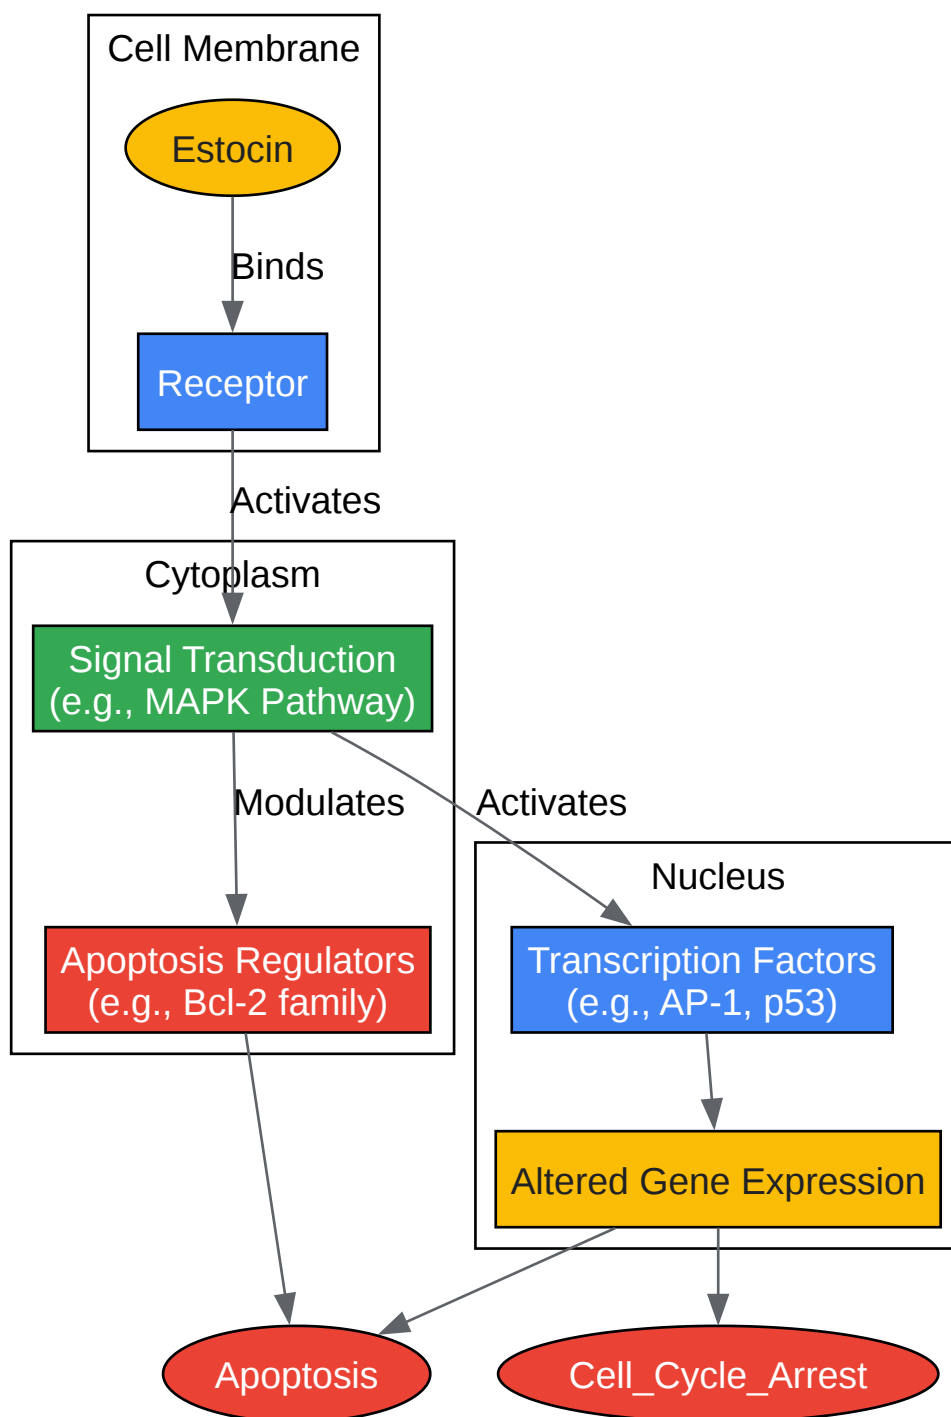 Cell Membrane
Estocin
Binds
Receptor
Activates
Cytoplasm
Signal Transduction
(e.g., MAPK Pathway)
Modulates
Activates
Nucleus
Apoptosis Regulators
(e.g., Bcl-2 family)
Transcription Factors
(e.g., AP-1, p53)
Altered Gene Expression
Apoptosis
Cell_Cycle_Arrest